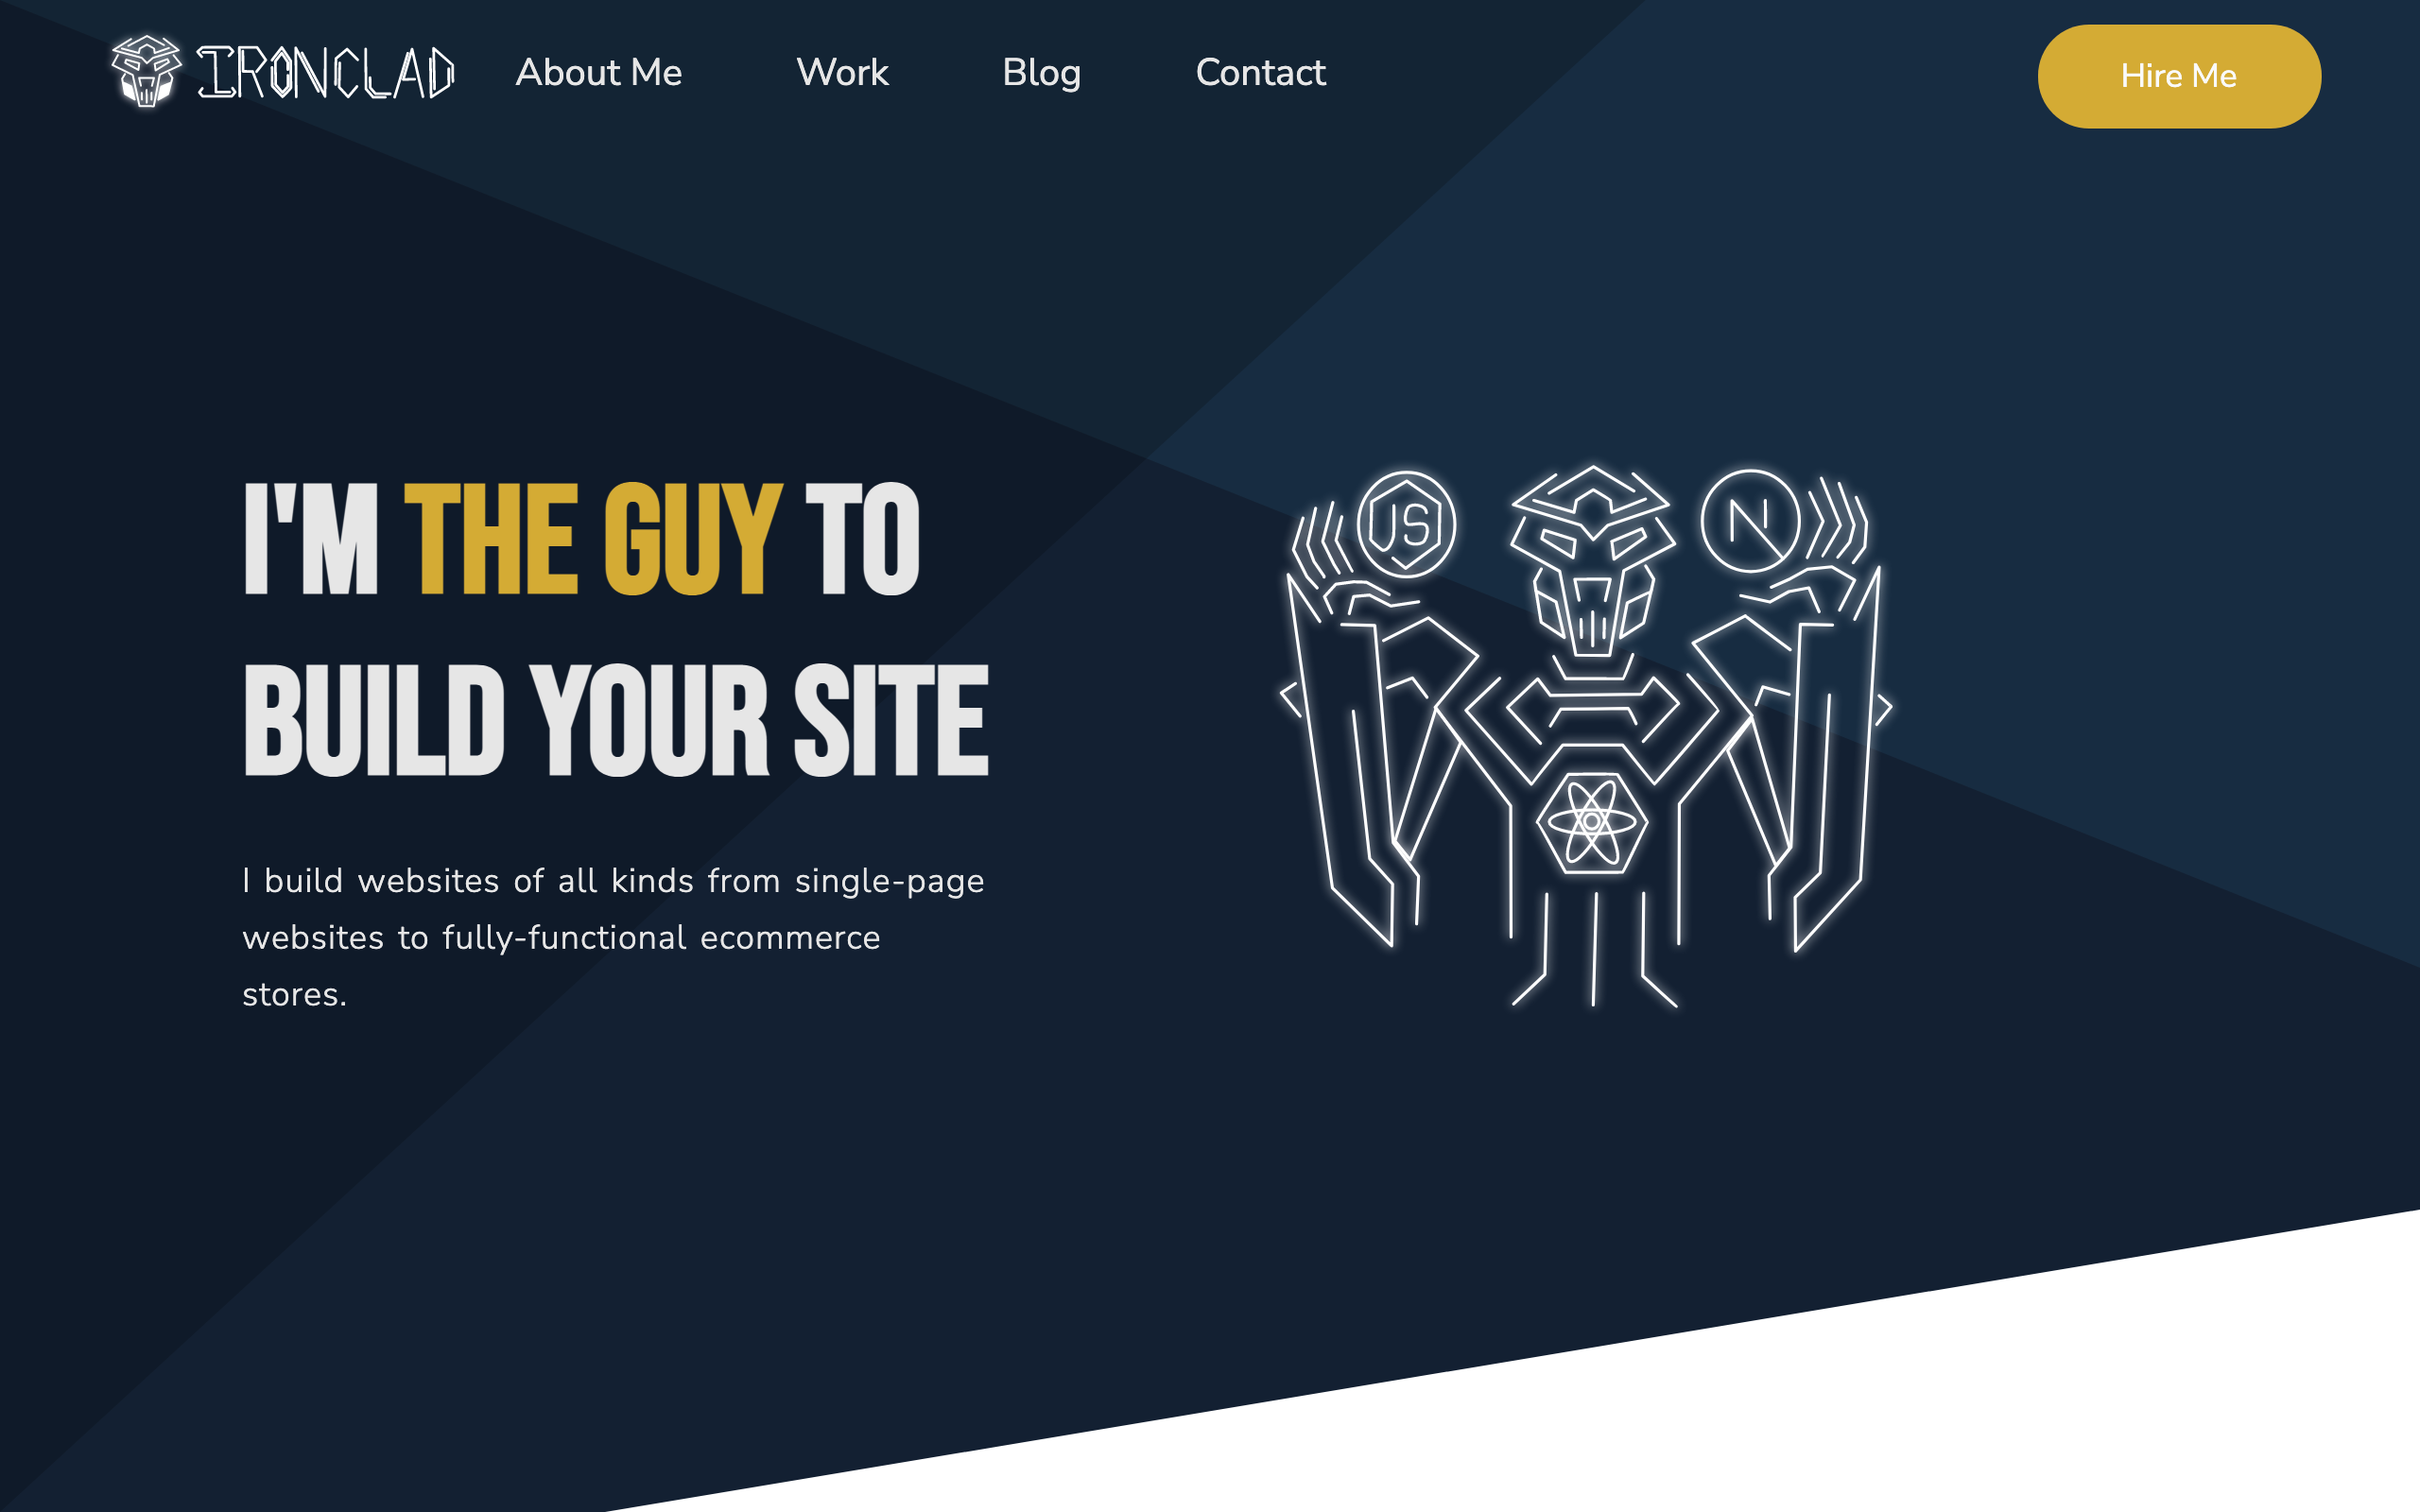 IRONCLAD
About Me
Work
Blog
Contact
Hire Me
I'M THE GUY TO
BUILD YOUR SITE
I build websites of all kinds from single-page
websites to fully-functional ecommerce
stores.
JS
N